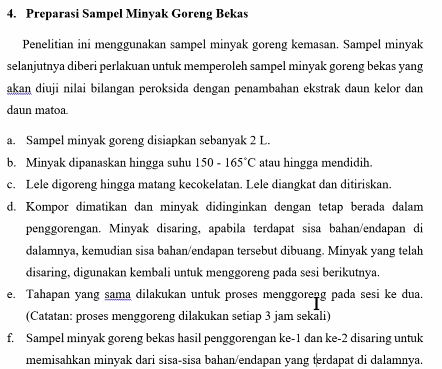 4. Preparasi Sampel Minyak Goreng Bekas
Penelitian ini menggunakan sampel minyak goreng kemasan. Sampel minyak
selanjutnya diberi perlakuan untuk memperoleh sampel minyak goreng bekas yang
akan diuji nilai bilangan peroksida dengan penambahan ekstrak daun kelor dan
daun matoa.
a. Sampel minyak goreng disiapkan sebanyak 2 L.
b. Minyak dipanaskan hingga suhu 150 - 165˚C atau hingga mendidih.
c. Lele digoreng hingga matang kecokelatan. Lele diangkat dan ditiriskan.
d. Kompor dimatikan dan minyak didinginkan dengan tetap berada dalam
penggorengan. Minyak disaring, apabila terdapat sisa bahan/endapan di
dalamnya, kemudian sisa bahan/endapan tersebut dibuang. Minyak yang telah
disaring, digunakan kembali untuk menggoreng pada sesi berikutnya.
e. Tahapan yang sama dilakukan untuk proses menggoreng pada sesi ke dua.
(Catatan: proses menggoreng dilakukan setiap 3 jam sekali)
f. Sampel minyak goreng bekas hasil penggorengan ke-1 dan ke-2 disaring untuk
memisahkan minyak dari sisa-sisa bahan/endapan yang terdapat di dalamnya.